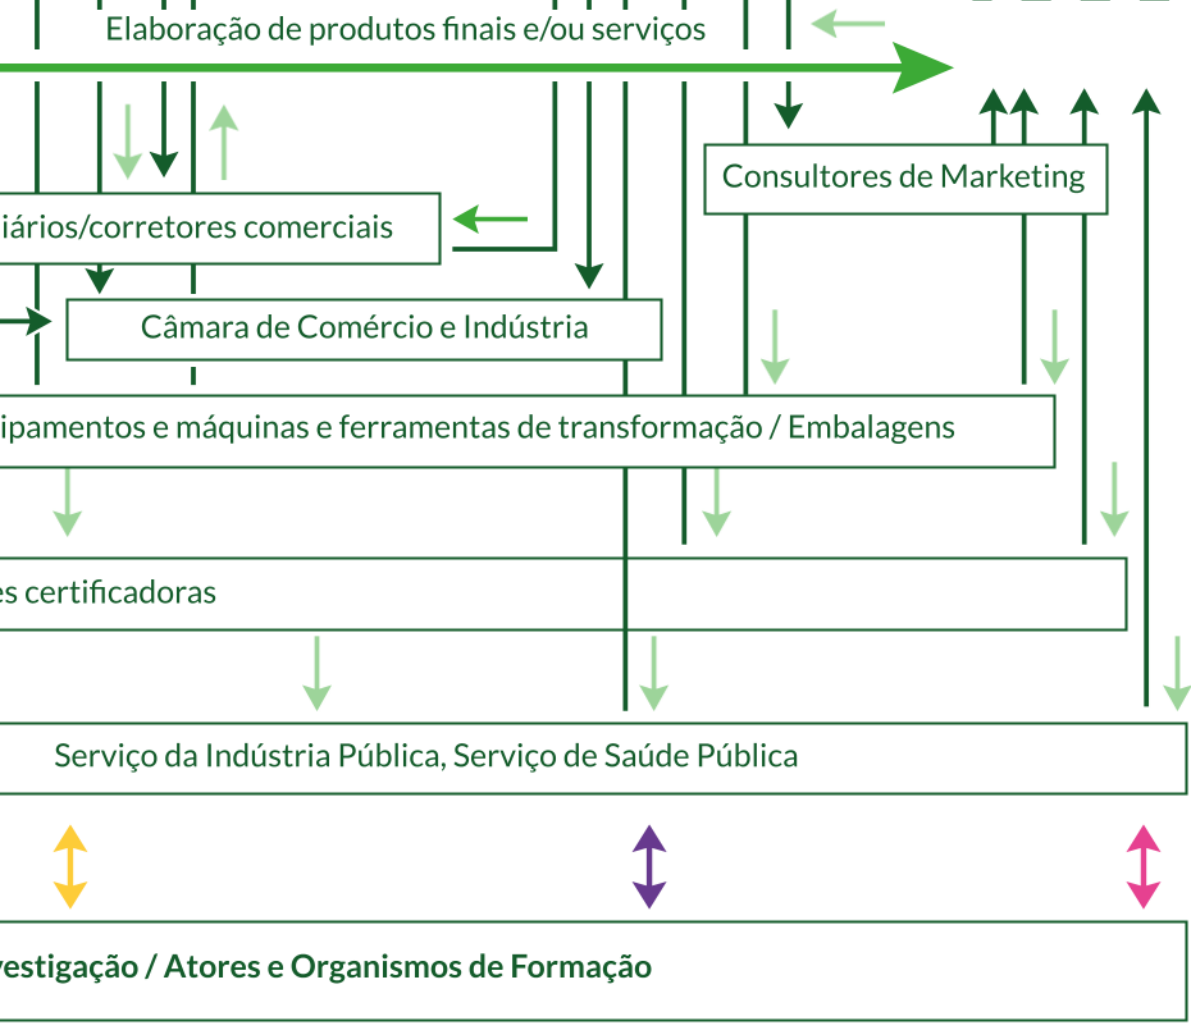 Elaboração de produtos finais e/ou serviços
Consultores de Marketing
iários/corretores comerciais
Câmara de Comércio e Indústria
ipamentos e máquinas e ferramentas de transformação / Embalagens
es certificadoras
Serviço da Indústria Pública, Serviço de Saúde Pública
vestigação / Atores e Organismos de Formação